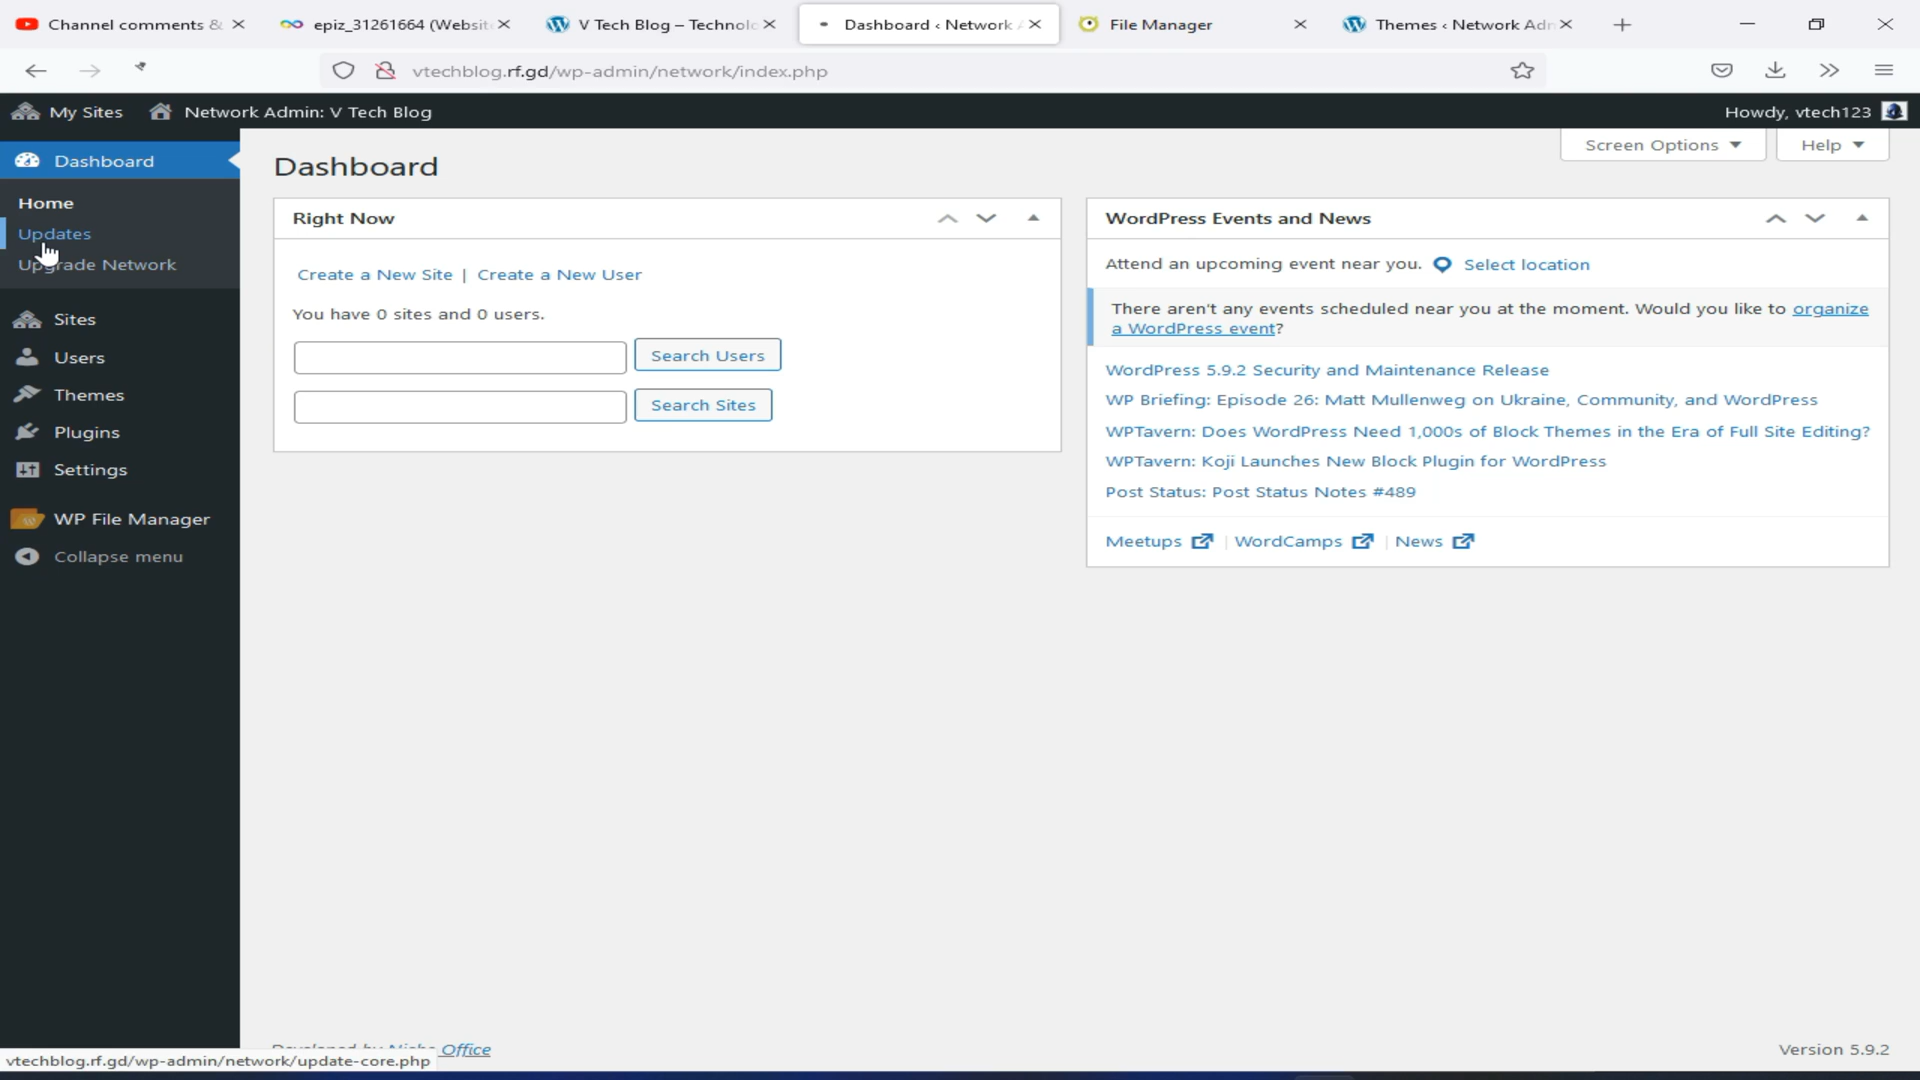 Channel comments &
epiz_31261664 (Websit
V Tech Blog – Technolo
Dashboard ‹ Network A
File Manager
Themes ‹ Network Adm
vtechblog.rf.gd/wp-admin/network/index.php
My Sites
Network Admin: V Tech Blog
Howdy, vtech123
Dashboard
Home
Updates
Upgrade Network
Sites
Users
Themes
Plugins
Settings
WP File Manager
Collapse menu
Screen Options
Help
Dashboard
Right Now
Create a New Site | Create a New User
You have 0 sites and 0 users.
Search Users
Search Sites
WordPress Events and News
Attend an upcoming event near you. Select location
There aren't any events scheduled near you at the moment. Would you like to organize
a WordPress event?
WordPress 5.9.2 Security and Maintenance Release
WP Briefing: Episode 26: Matt Mullenweg on Ukraine, Community, and WordPress
WPTavern: Does WordPress Need 1,000s of Block Themes in the Era of Full Site Editing?
WPTavern: Koji Launches New Block Plugin for WordPress
Post Status: Post Status Notes #489
Meetups | WordCamps | News
Developed by Office
Version 5.9.2
vtechblog.rf.gd/wp-admin/network/update-core.php